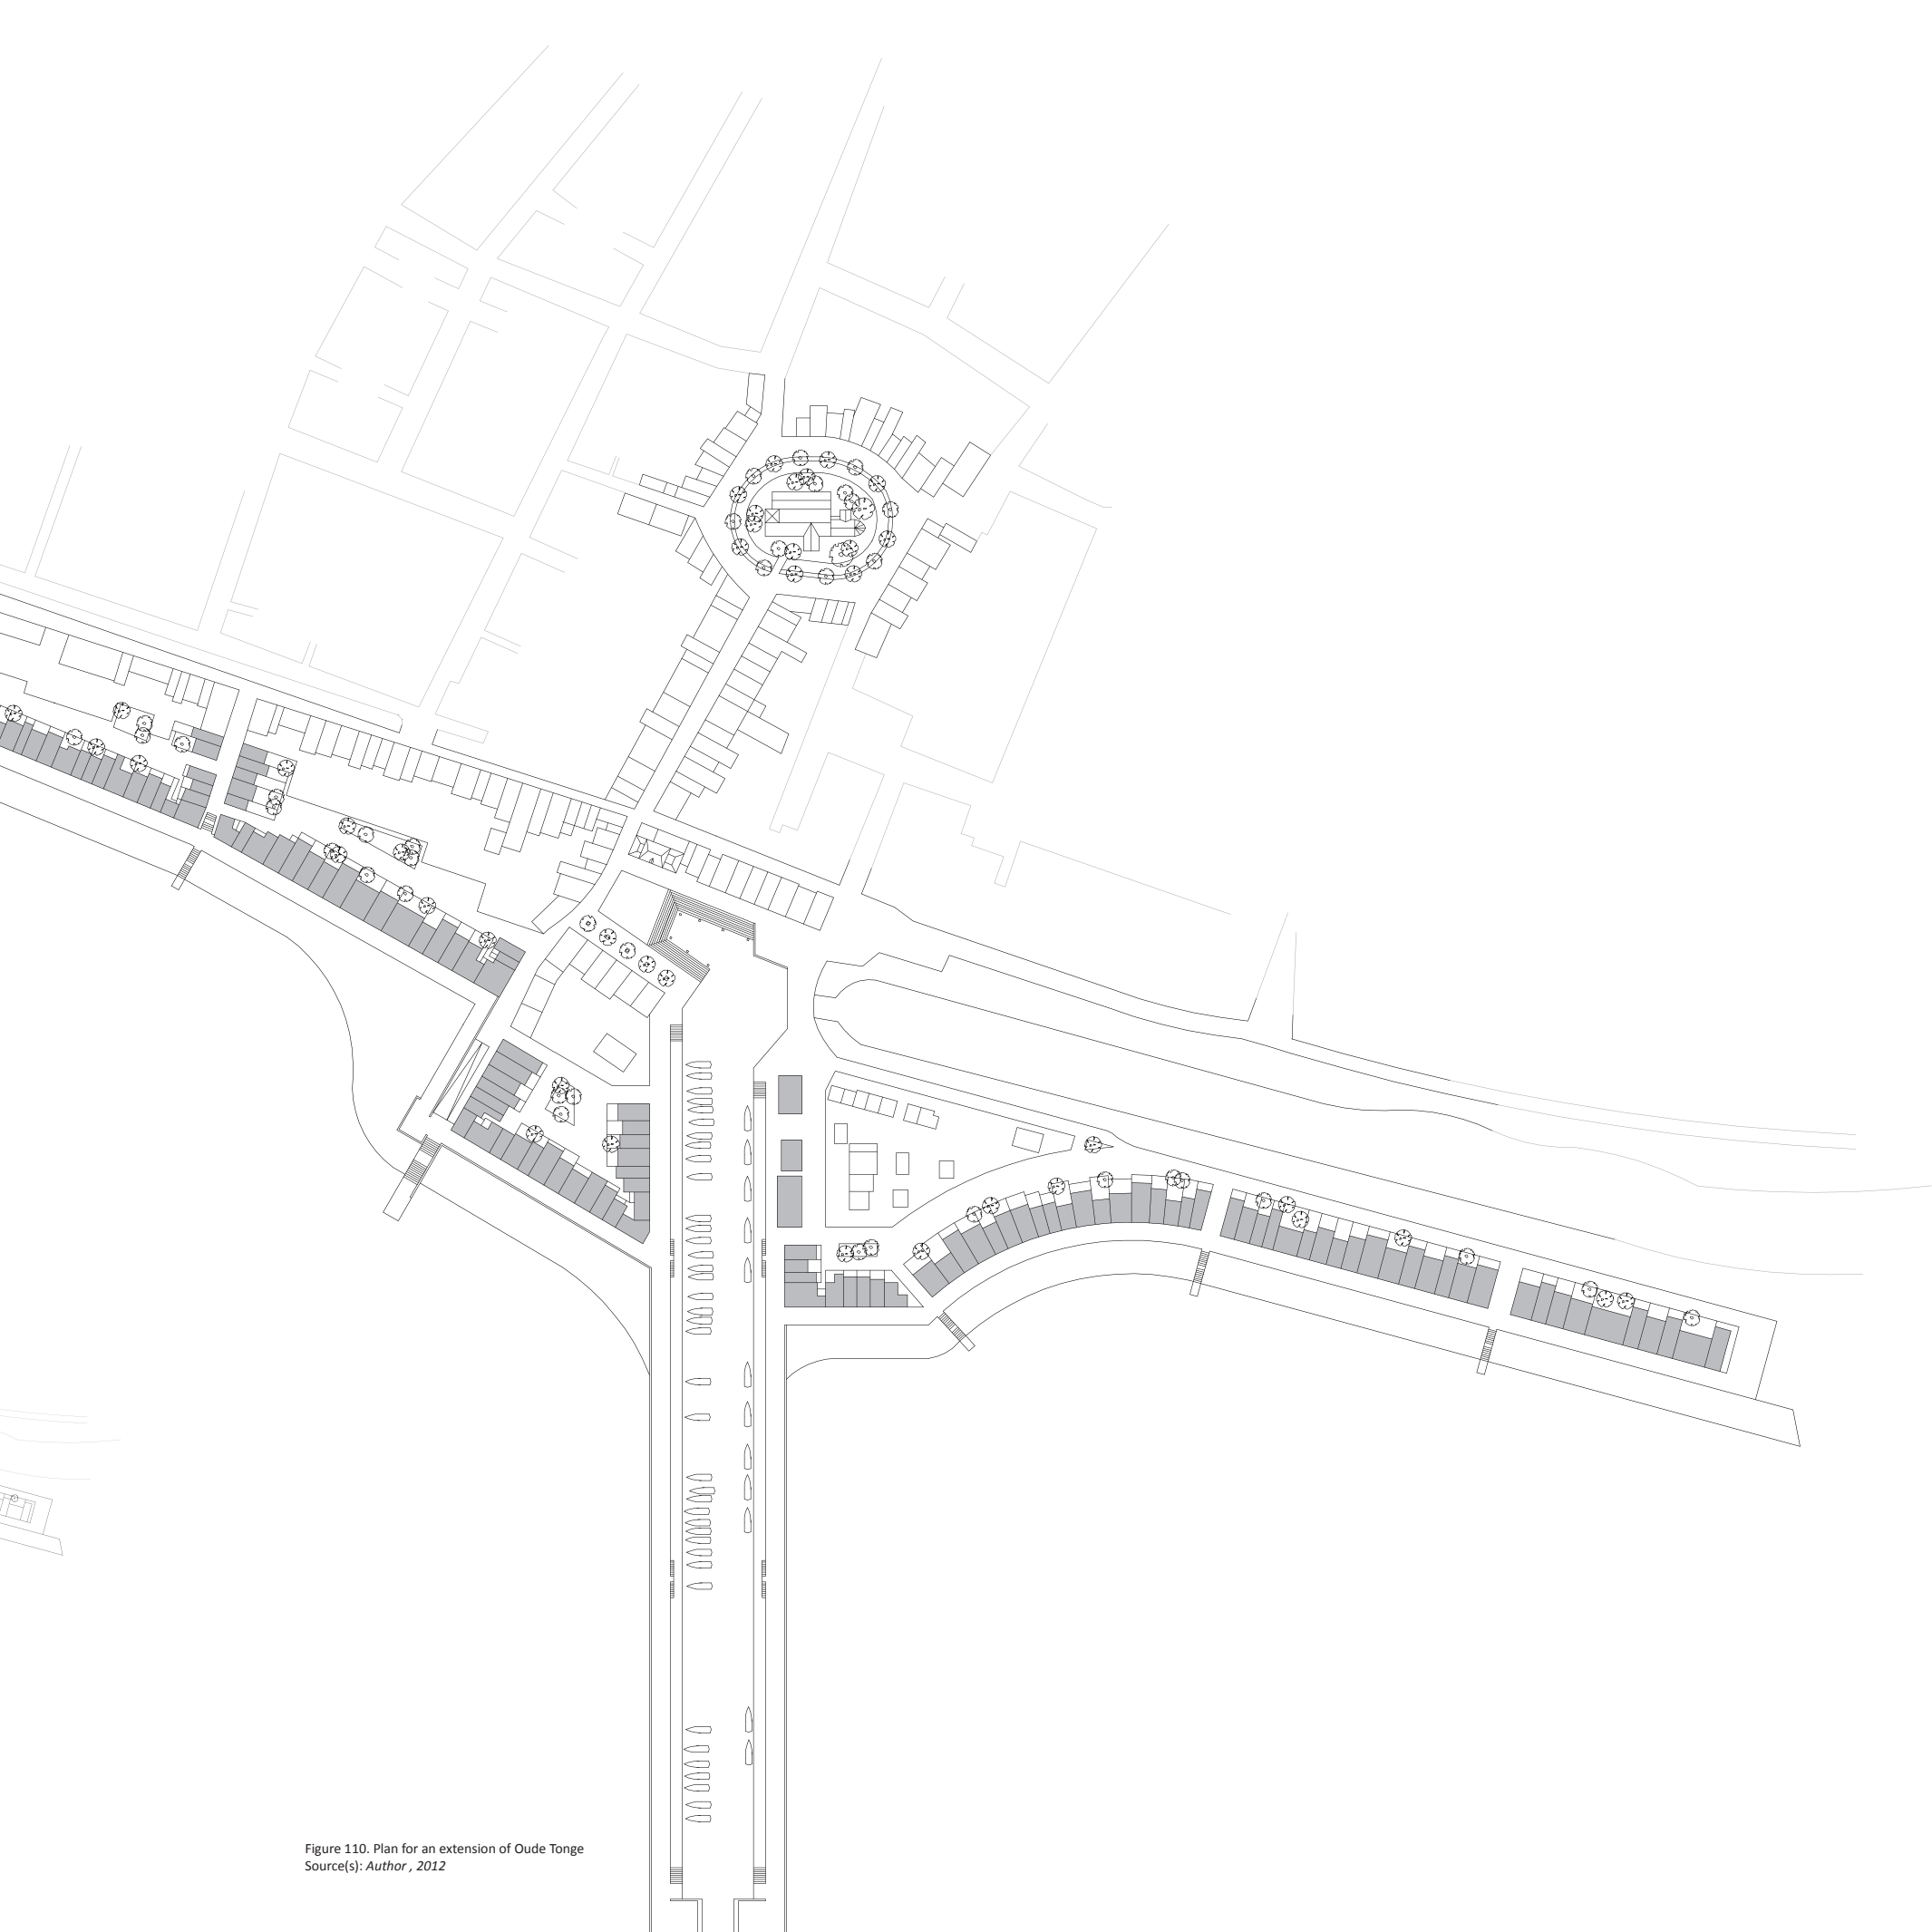 Figure 110. Plan for an extension of Oude Tonge
Source(s): Author , 2012